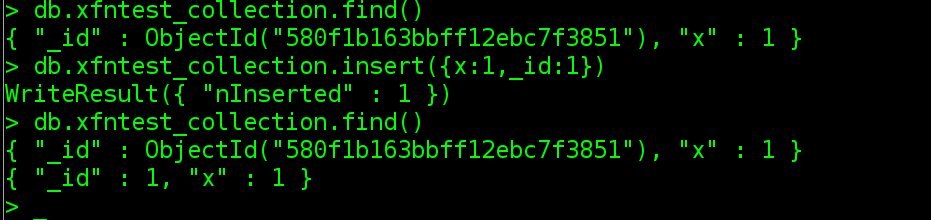 > db.xfntest_collection.find()
{ "_id" : ObjectId("580f1b163bbff12ebc7f3851"), "x" : 1 }
> db.xfntest_collection.insert({x:1,_id:1})
WriteResult({ "nInserted" : 1 })
> db.xfntest_collection.find()
{ "_id" : ObjectId("580f1b163bbff12ebc7f3851"), "x" : 1 }
{ "_id" : 1, "x" : 1 }
> _